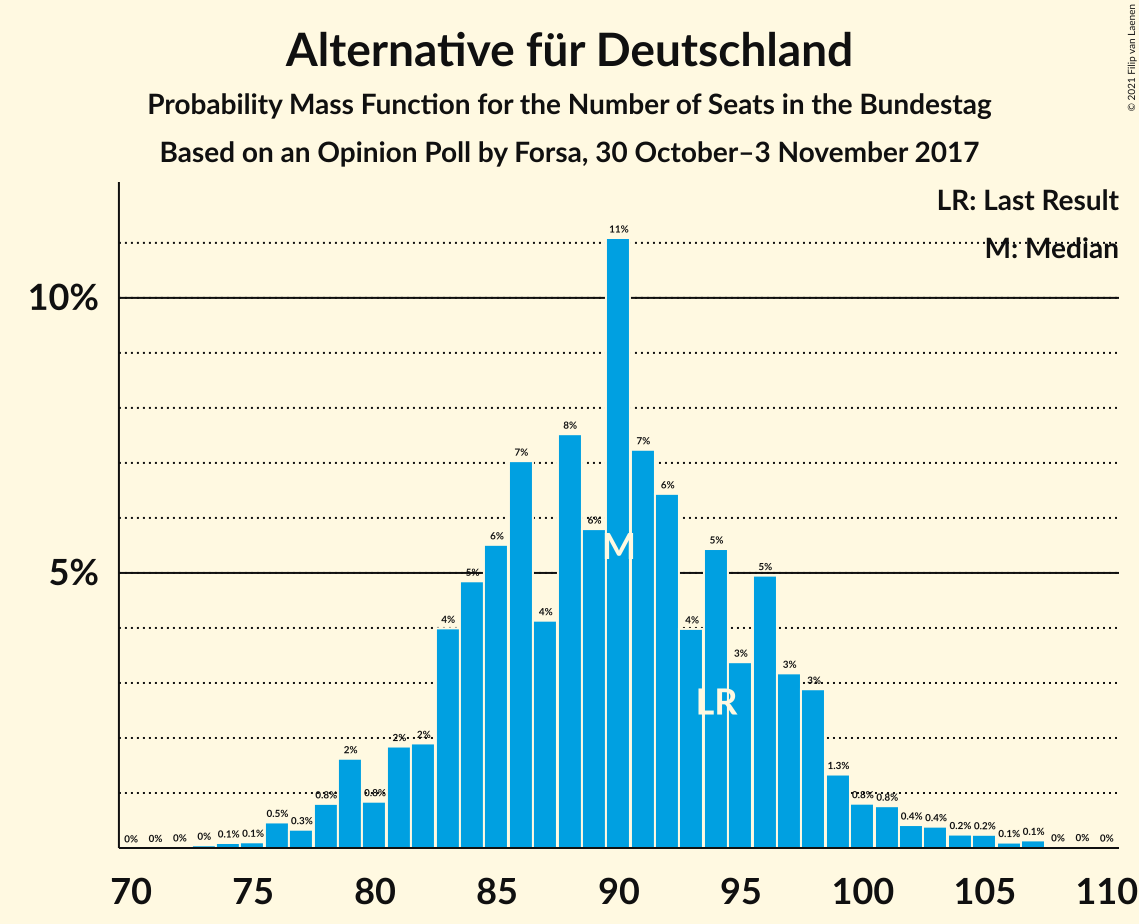 Alternative für Deutschland
Probability Mass Function for the Number of Seats in the Bundestag
Based on an Opinion Poll by Forsa, 30 October–3 November 2017
© 2021 Filip van Laenen
LR: Last Result
M: Median
10%
5%
0% 0% 0% 0% 0.1% 0.1% 0.5% 0.3% 0.8% 2% 0.8% 2% 2% 4% 5% 6% 7% 4% 8% 6% 11% 7% 6% 4% 5% 3% 5% 3% 3% 1.3% 0.8% 0.8% 0.4% 0.4% 0.2% 0.2% 0.1% 0.1% 0% 0% 0%
M
LR
70 75 80 85 90 95 100 105 110